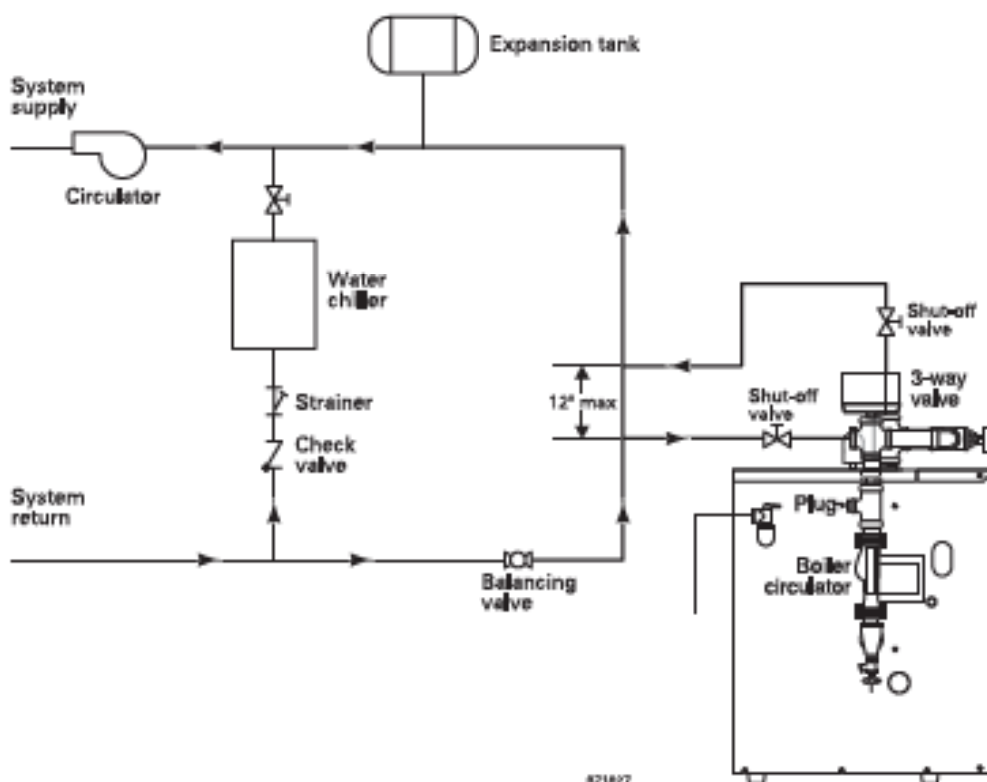 Expansion tank
System
supply
Circulator
Water
chiller
Shut-off
valve
3-way
valve
12" max
Shut-off
valve
Strainer
Check
valve
System
return
Plug
Boiler
circulator
Balancing
valve